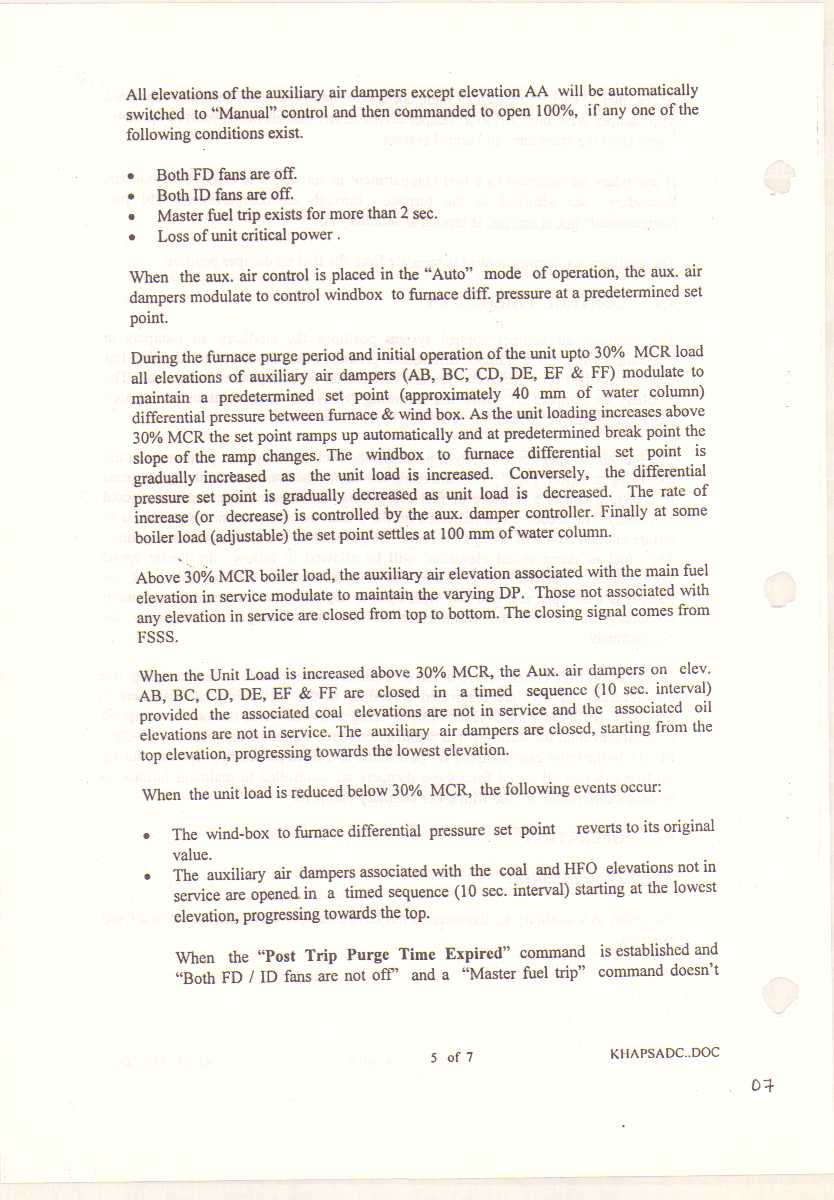 All elevations of the auxiliary air dampers except elevation AA will be automatically
switched to “Manual” control and then commanded to open 100%, if any one of the
following conditions exist.
• Both FD fans are off.
• Both ID fans are off.
• Master fuel trip exists for more than 2 sec.
• Loss of unit critical power .
When the aux. air control is placed in the “Auto” mode of operation, the aux. air
dampers modulate to control windbox to furnace diff. pressure at a predetermined set
point.
During the furnace purge period and initial operation of the unit upto 30% MCR load
all elevations of auxiliary air dampers (AB, BC, CD, DE, EF & FF) modulate to
maintain a predetermined set point (approximately 40 mm of water column)
differential pressure between furnace & wind box. As the unit loading increases above
30% MCR the set point ramps up automatically and at predetermined break point the
slope of the ramp changes. The windbox to furnace differential set point is
gradually increased as the unit load is increased. Conversely, the differential
pressure set point is gradually decreased as unit load is decreased. The rate of
increase (or decrease) is controlled by the aux. damper controller. Finally at some
boiler load (adjustable) the set point settles at 100 mm of water column.
Above 30% MCR boiler load, the auxiliary air elevation associated with the main fuel
elevation in service modulate to maintain the varying DP. Those not associated with
any elevation in service are closed from top to bottom. The closing signal comes from
FSSS.
When the Unit Load is increased above 30% MCR, the Aux. air dampers on elev.
AB, BC, CD, DE, EF & FF are closed in a timed sequence (10 sec. interval)
provided the associated coal elevations are not in service and the associated oil
elevations are not in service. The auxiliary air dampers are closed, starting from the
top elevation, progressing towards the lowest elevation.
When the unit load is reduced below 30% MCR, the following events occur:
• The wind-box to furnace differential pressure set point reverts to its original
value.
• The auxiliary air dampers associated with the coal and HFO elevations not in
service are opened in a timed sequence (10 sec. interval) starting at the lowest
elevation, progressing towards the top.
When the “Post Trip Purge Time Expired” command is established and
“Both FD / ID fans are not off” and a “Master fuel trip” command doesn’t
5 of 7
KHAPSADC..DOC
07